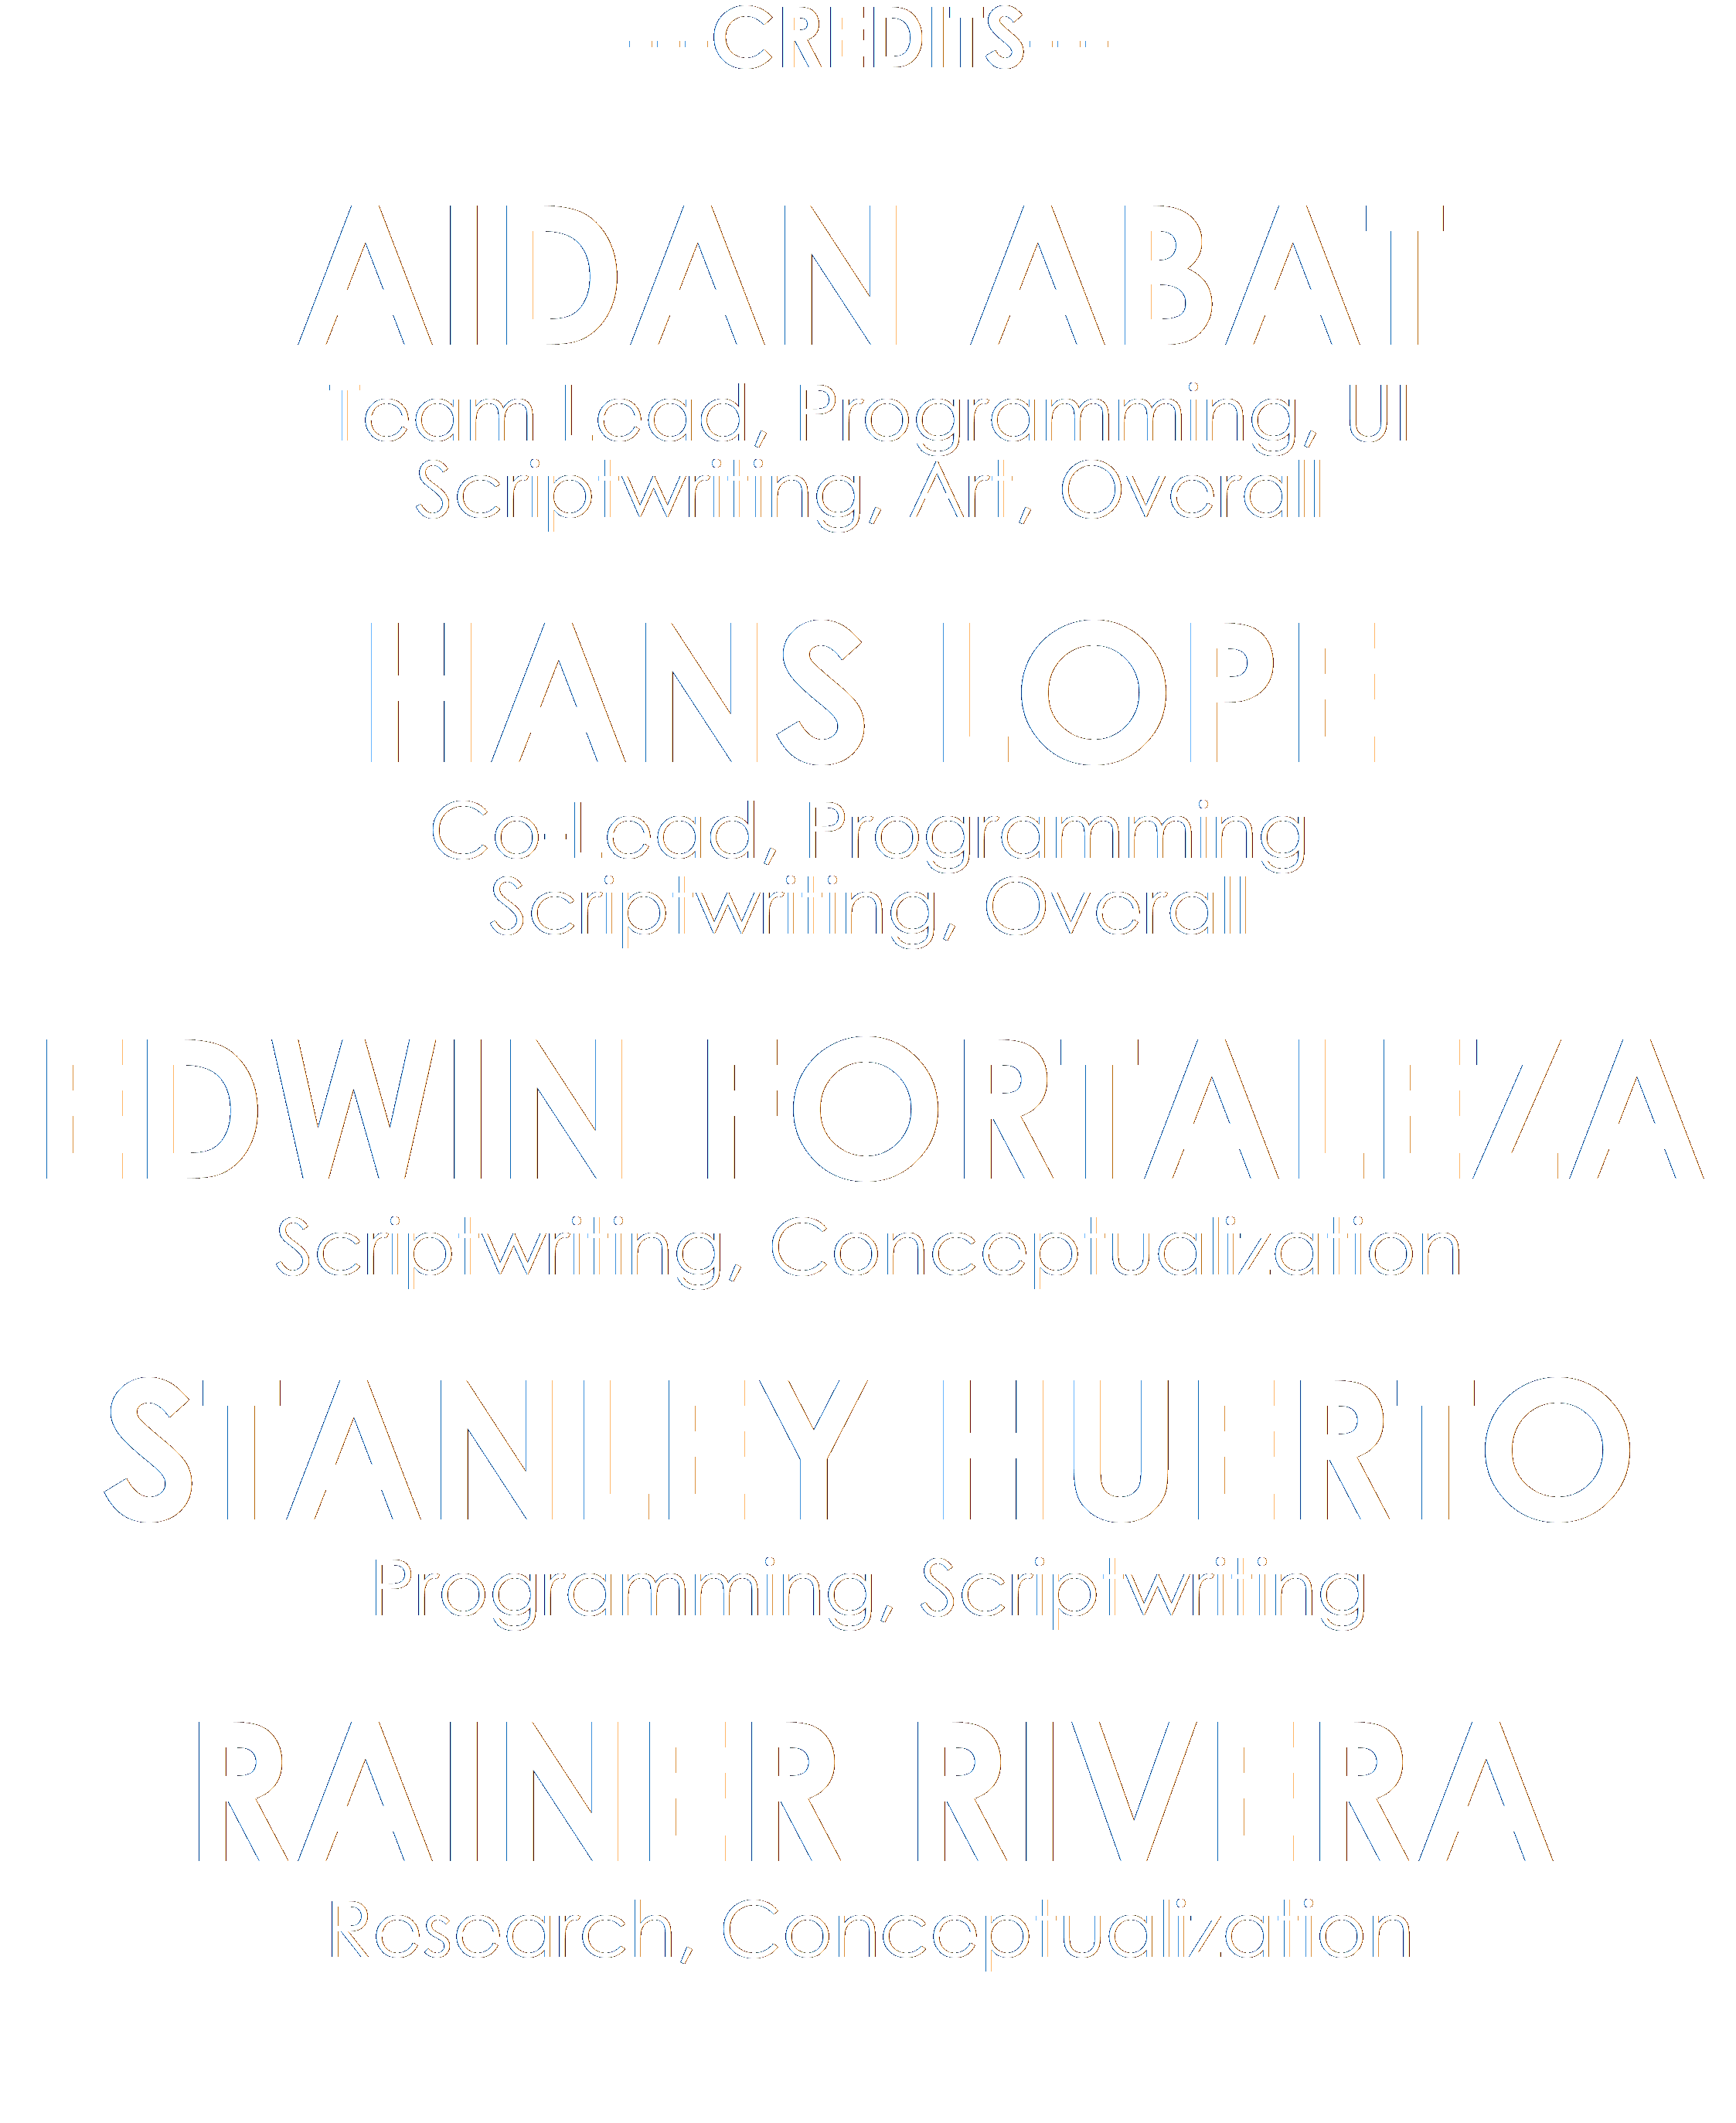 ----CREDITS----
AIDAN ABAT
Team Lead, Programming, UI
Scriptwriting, Art, Overall
HANS LOPE
Co-Lead, Programming
Scriptwriting, Overall
EDWIN FORTALEZA
Scriptwriting, Conceptualization
STANLEY HUERTO
Programming, Scriptwriting
RAINER RIVERA
Research, Conceptualization